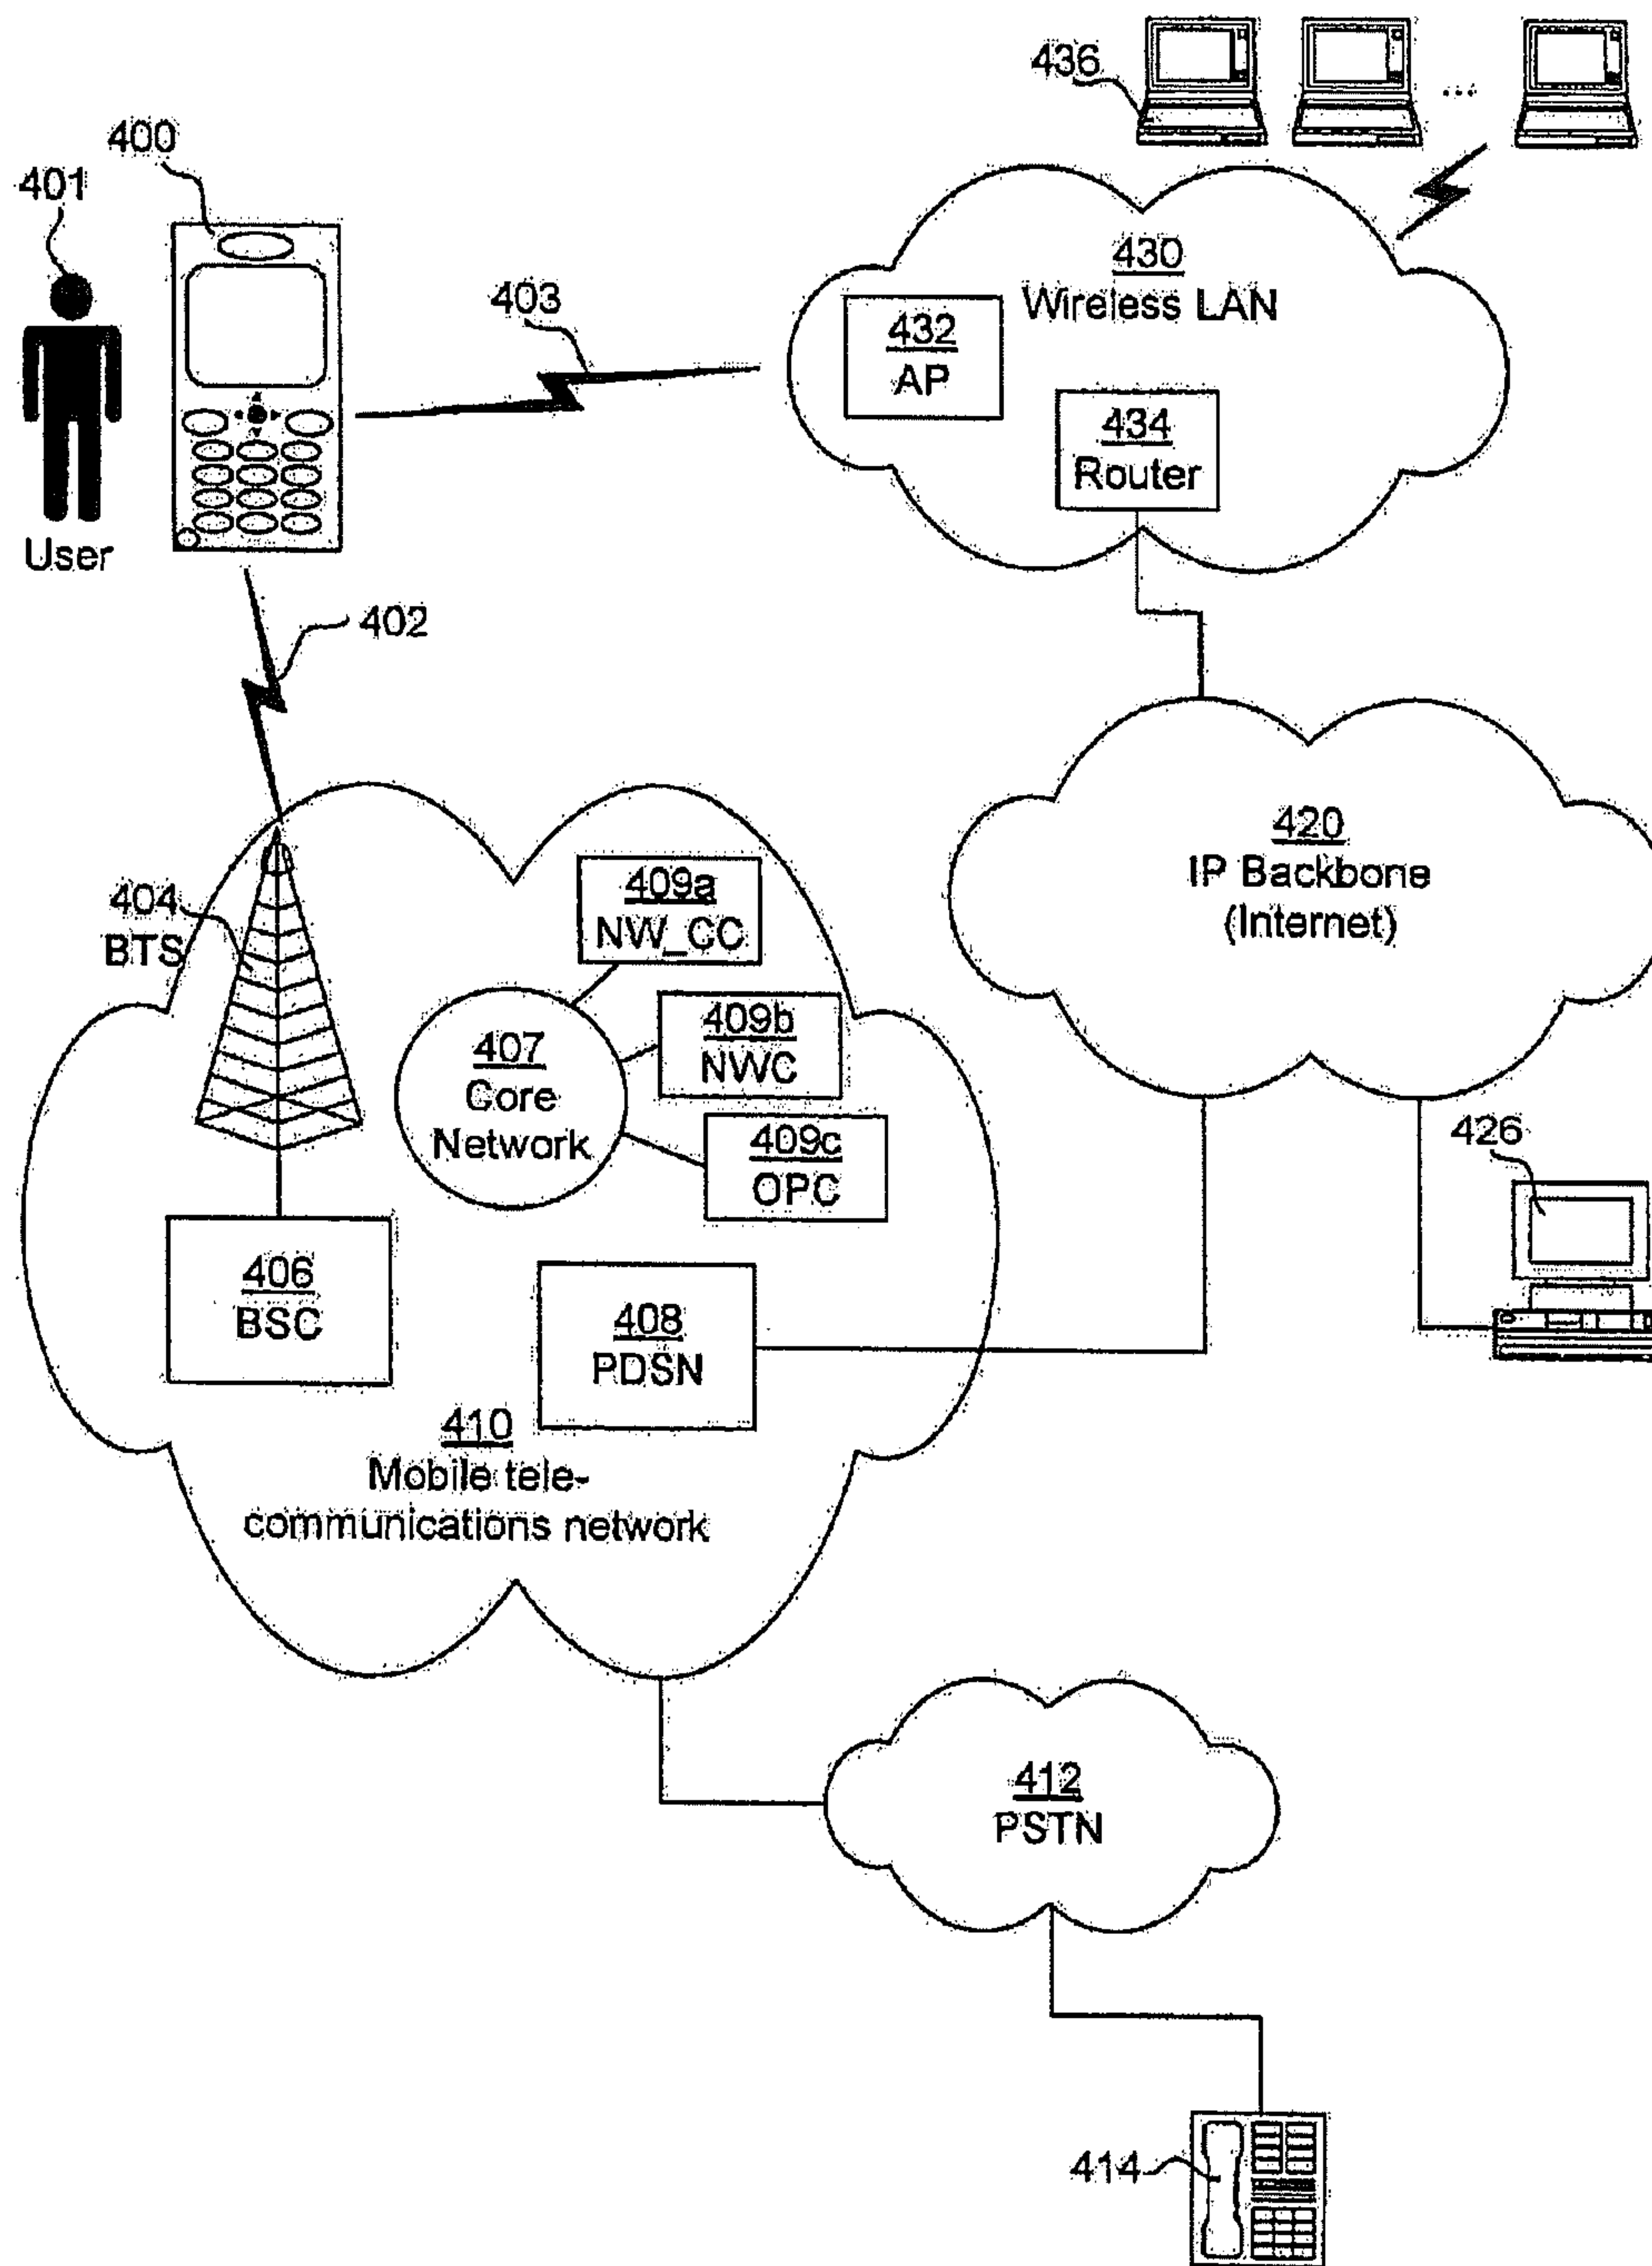 436
400
401
430
Wireless LAN
403
432
AP
434
Router
User
402
420
IP Backbone
(Internet)
404
BTS
409a
NW_CC
409b
NWC
407
Core
Network
409c
OPC
426
406
BSC
408
PDSN
410
Mobile tele-
communications network
412
PSTN
414